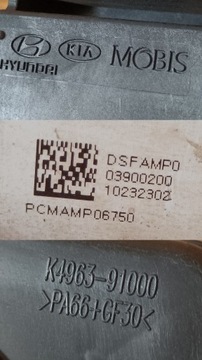 HYUNDAI KIA MOBIS
DSFAMP0
03900200
10232302
PCMAMP06750
K4963-91000
>PA66+GF30<